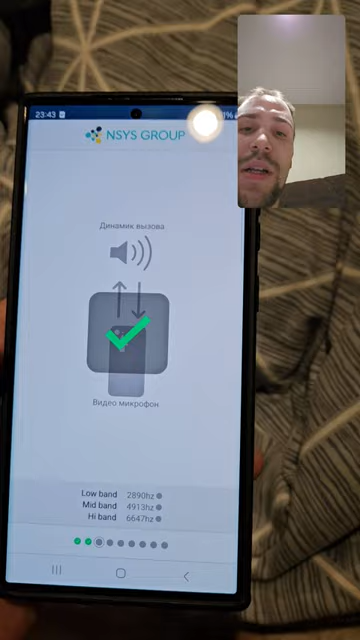 23:43
NSYS GROUP
Динамик вызова
Видео микрофон
Low band 2890hz
Mid band 4913hz
Hi band 6647hz